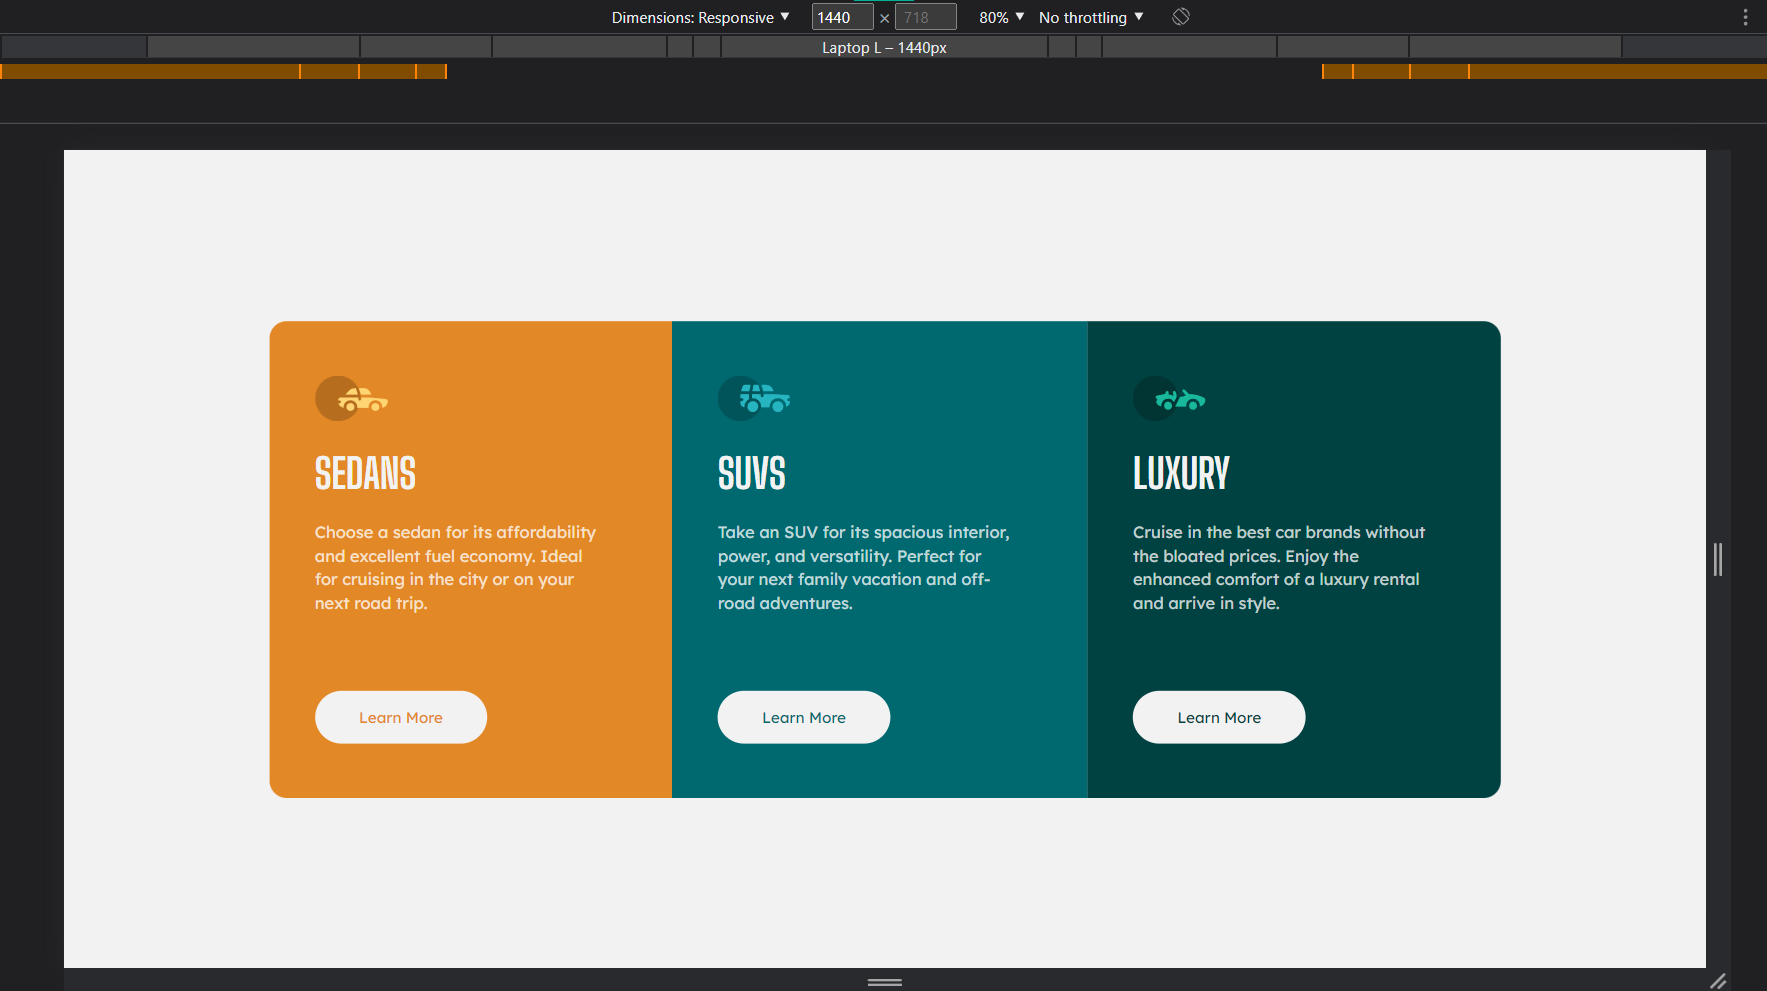 Dimensions: Responsive ▼ 1440 × 718 80% ▼ No throttling ▼
Laptop L – 1440px
SEDANS
Choose a sedan for its affordability
and excellent fuel economy. Ideal
for cruising in the city or on your
next road trip.
Learn More
SUVS
Take an SUV for its spacious interior,
power, and versatility. Perfect for
your next family vacation and off-
road adventures.
Learn More
LUXURY
Cruise in the best car brands without
the bloated prices. Enjoy the
enhanced comfort of a luxury rental
and arrive in style.
Learn More